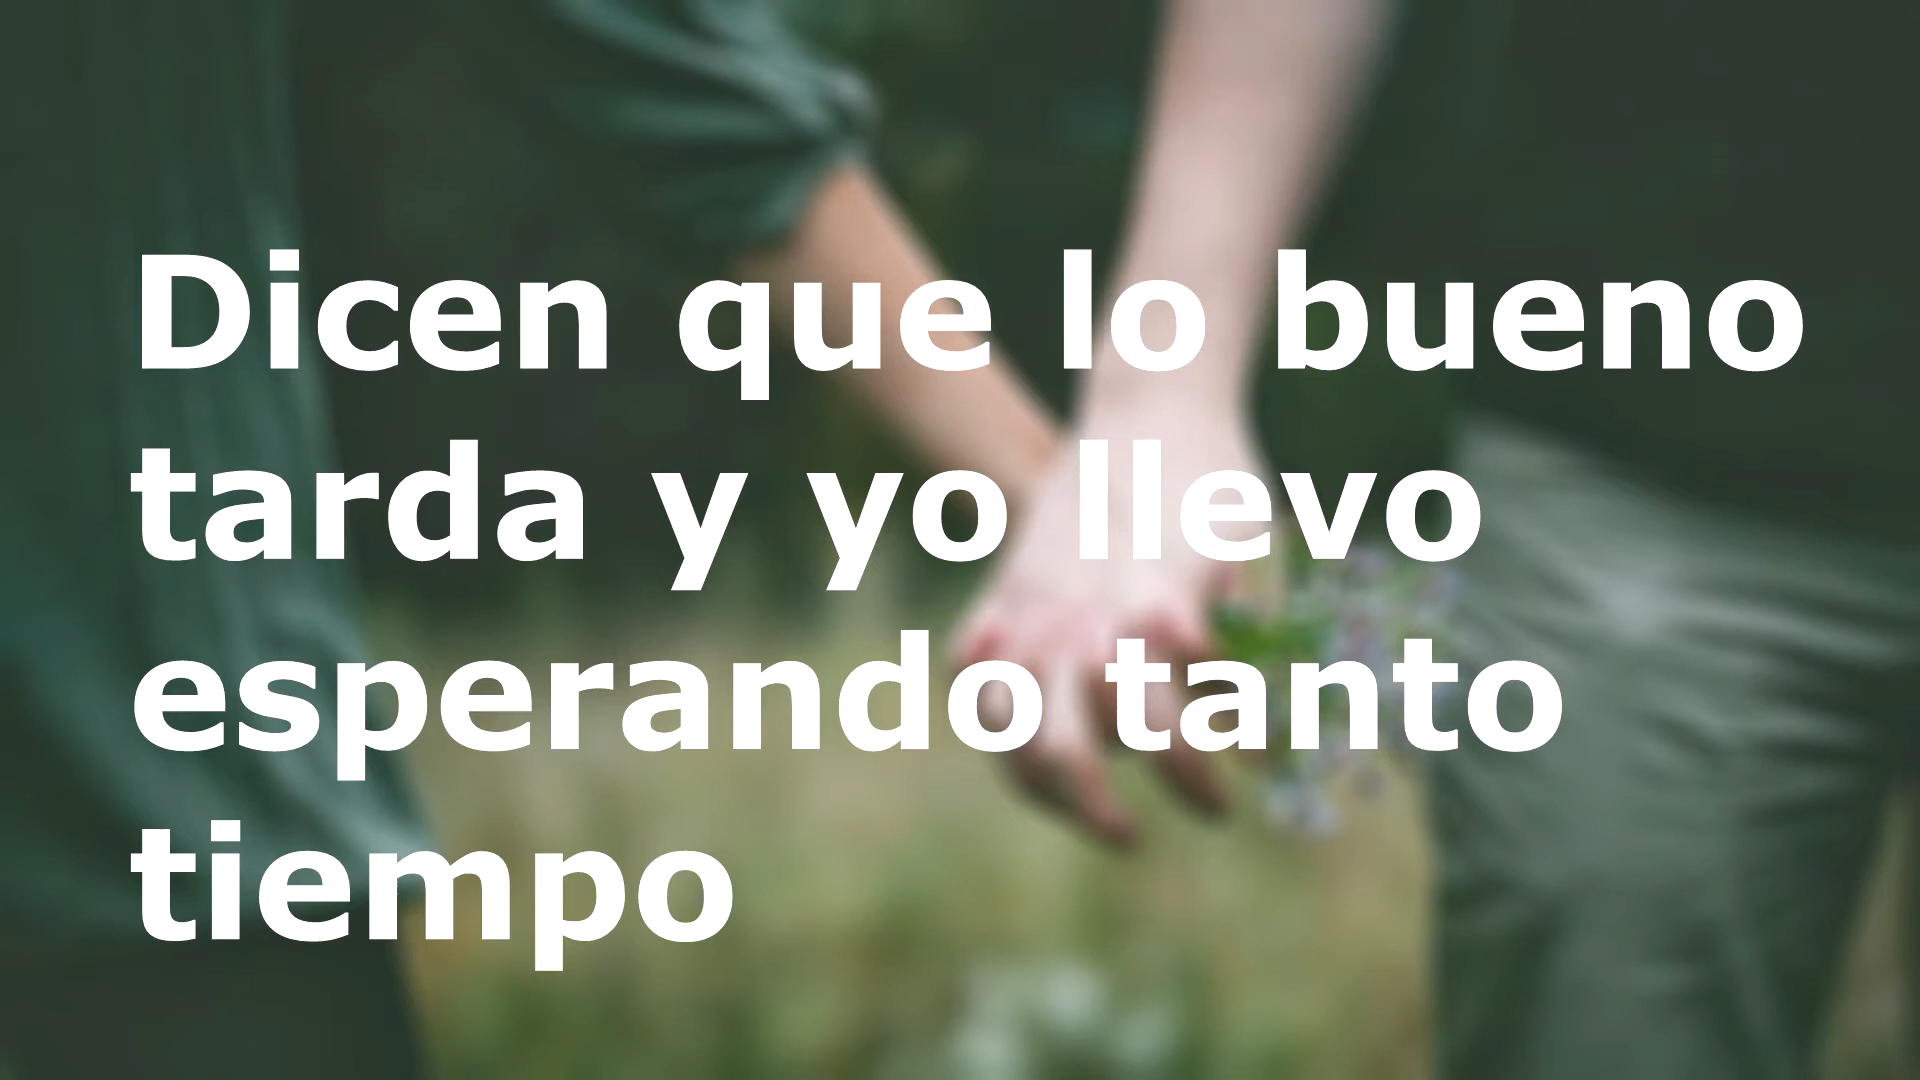 Dicen que lo bueno
tarda y yo llevo
esperando tanto
tiempo